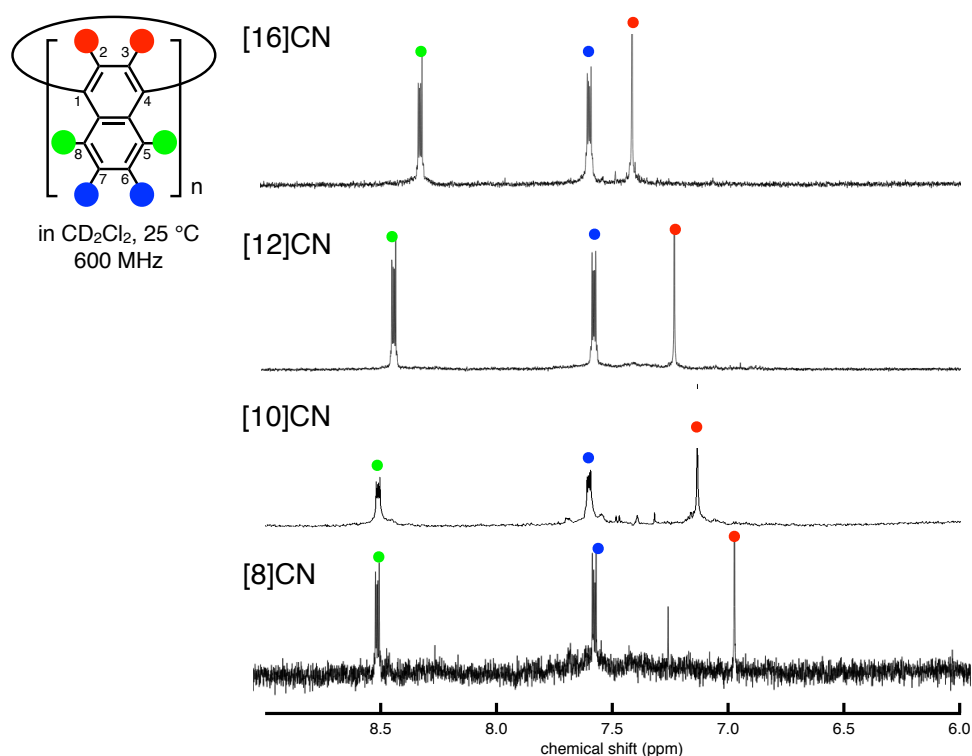 [16]CN
2 3
1 4
8 5
7 6
n
in CD₂Cl₂, 25 °C
600 MHz
[12]CN
[10]CN
[8]CN
8.5 8.0 7.5 7.0 6.5 6.0
chemical shift (ppm)